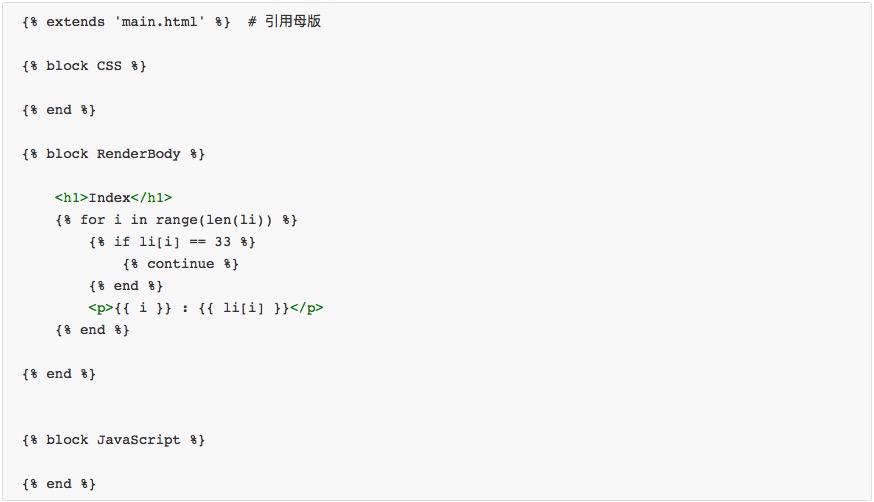 {% extends 'main.html' %}  # 引用母版
{% block CSS %}
{% end %}
{% block RenderBody %}
    <h1>Index</h1>
    {% for i in range(len(li)) %}
        {% if li[i] == 33 %}
            {% continue %}
        {% end %}
        <p>{{ i }} : {{ li[i] }}</p>
    {% end %}
{% end %}
{% block JavaScript %}
{% end %}